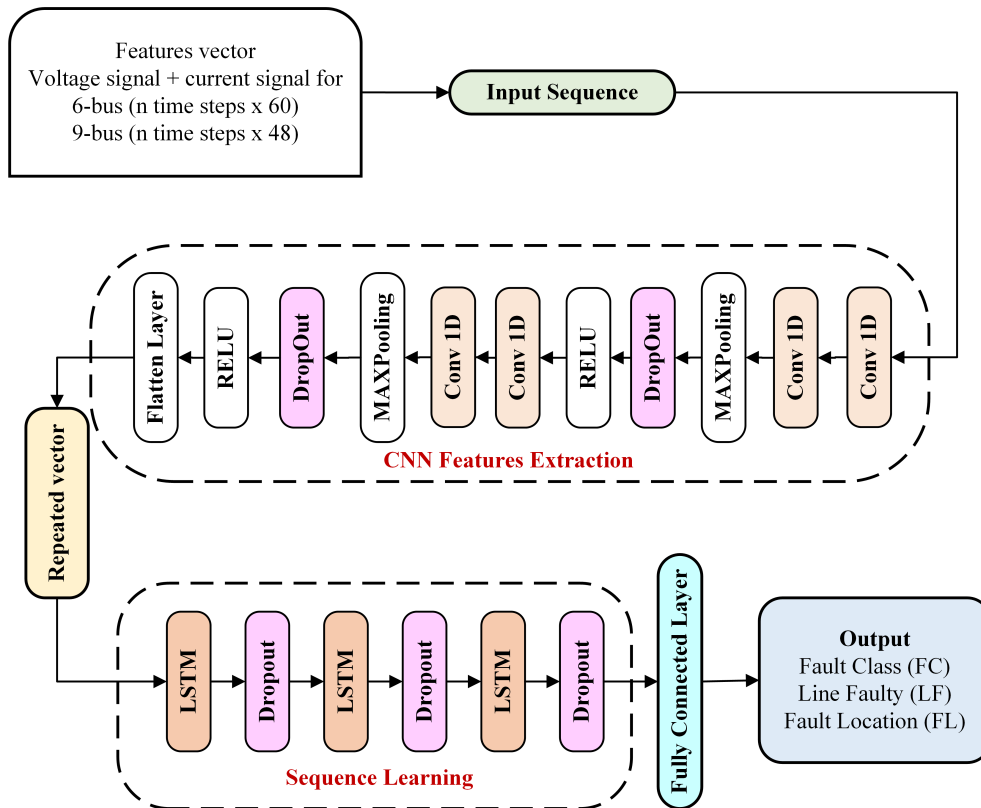 Features vector
Voltage signal + current signal for
6-bus (n time steps x 60)
9-bus (n time steps x 48)
Input Sequence
Flatten Layer
RELU
DropOut
MAXPooling
Conv 1D
Conv 1D
RELU
DropOut
MAXPooling
Conv 1D
Conv 1D
CNN Features Extraction
Repeated vector
LSTM
Dropout
LSTM
Dropout
LSTM
Dropout
Sequence Learning
Fully Connected Layer
Output
Fault Class (FC)
Line Faulty (LF)
Fault Location (FL)